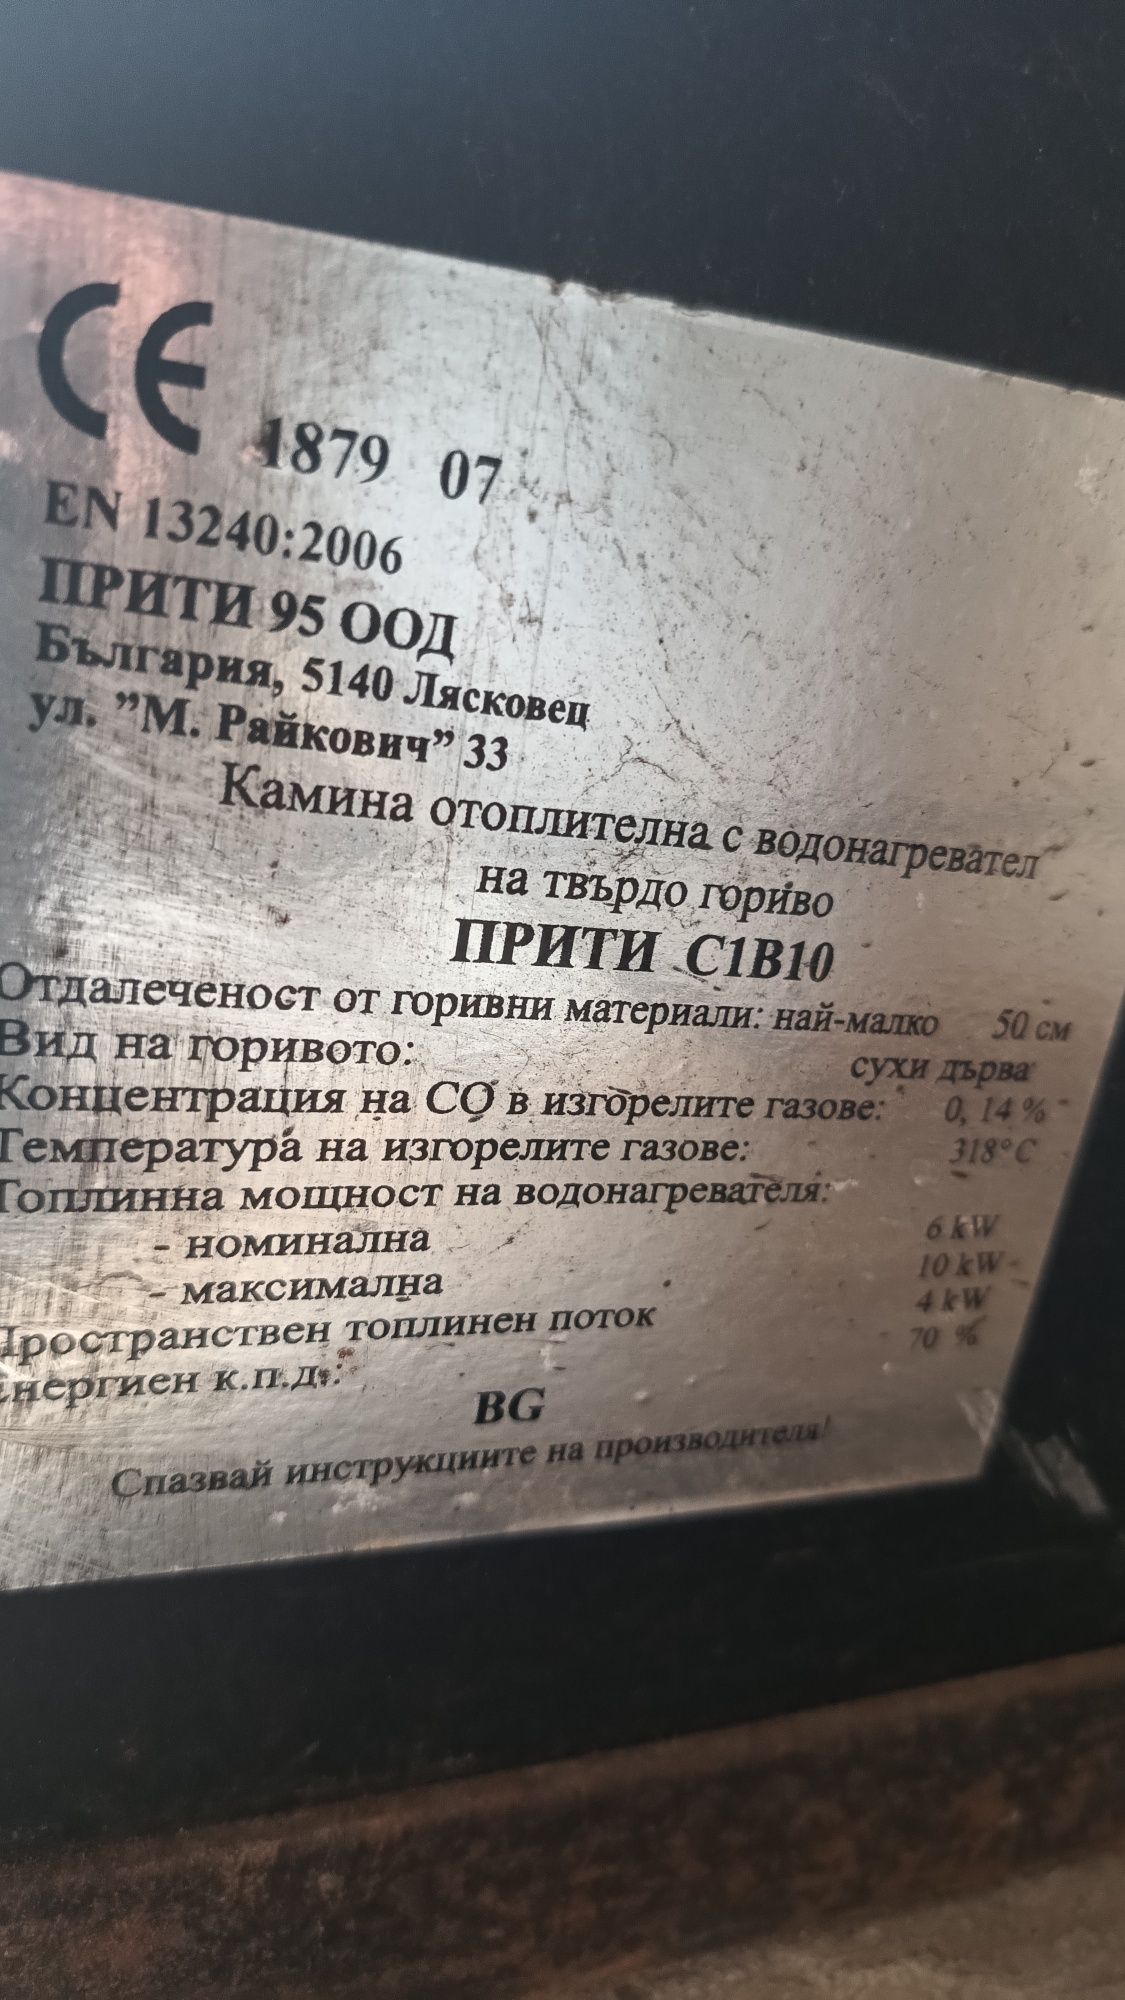 CE 1879 07
EN 13240:2006
ПРИТИ 95 ООД
България, 5140 Лясковец
ул. "М. Райкович" 33
Камина отоплителна с водонагревател
на твърдо гориво
ПРИТИ С1В10
Отдалеченост от горивни материали: най-малко 50 см
Вид на горивото: сухи дърва
Концентрация на СО в изгорелите газове: 0, 14 %
Температура на изгорелите газове: 318°C
Топлинна мощност на водонагревателя:
- номинална 6 kW
- максимална 10 kW
Пространствен топлинен поток 4 kW
Енергиен к.п.д.: 70 %
BG
Спазвай инструкциите на производителя!